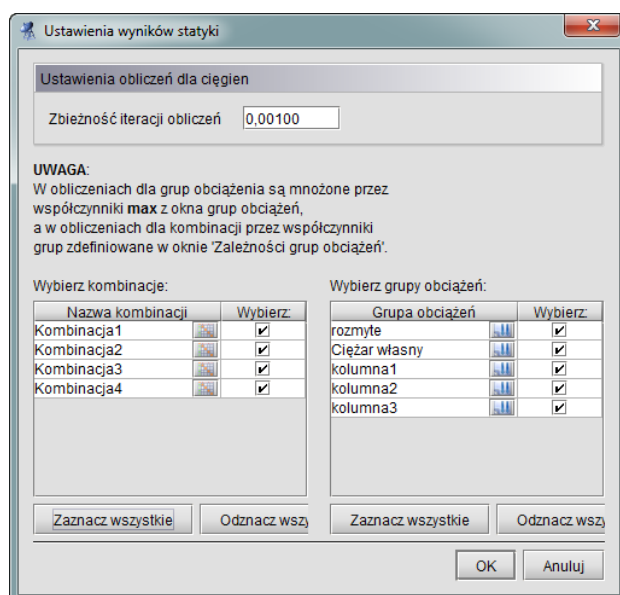 Ustawienia wyników statyki
Ustawienia obliczeń dla cięgien
Zbieżność iteracji obliczeń 0,00100
UWAGA:
W obliczeniach dla grup obciążenia są mnożone przez
współczynniki max z okna grup obciążeń,
a w obliczeniach dla kombinacji przez współczynniki
grup zdefiniowane w oknie 'Zależności grup obciążeń'.
Wybierz kombinacje:
Nazwa kombinacji Wybierz:
Kombinacja1
Kombinacja2
Kombinacja3
Kombinacja4
Zaznacz wszystkie Odznacz wszy
Wybierz grupy obciążeń:
Grupa obciążeń Wybierz:
rozmyte
Ciężar własny
kolumna1
kolumna2
kolumna3
Zaznacz wszystkie Odznacz wszy
OK Anuluj